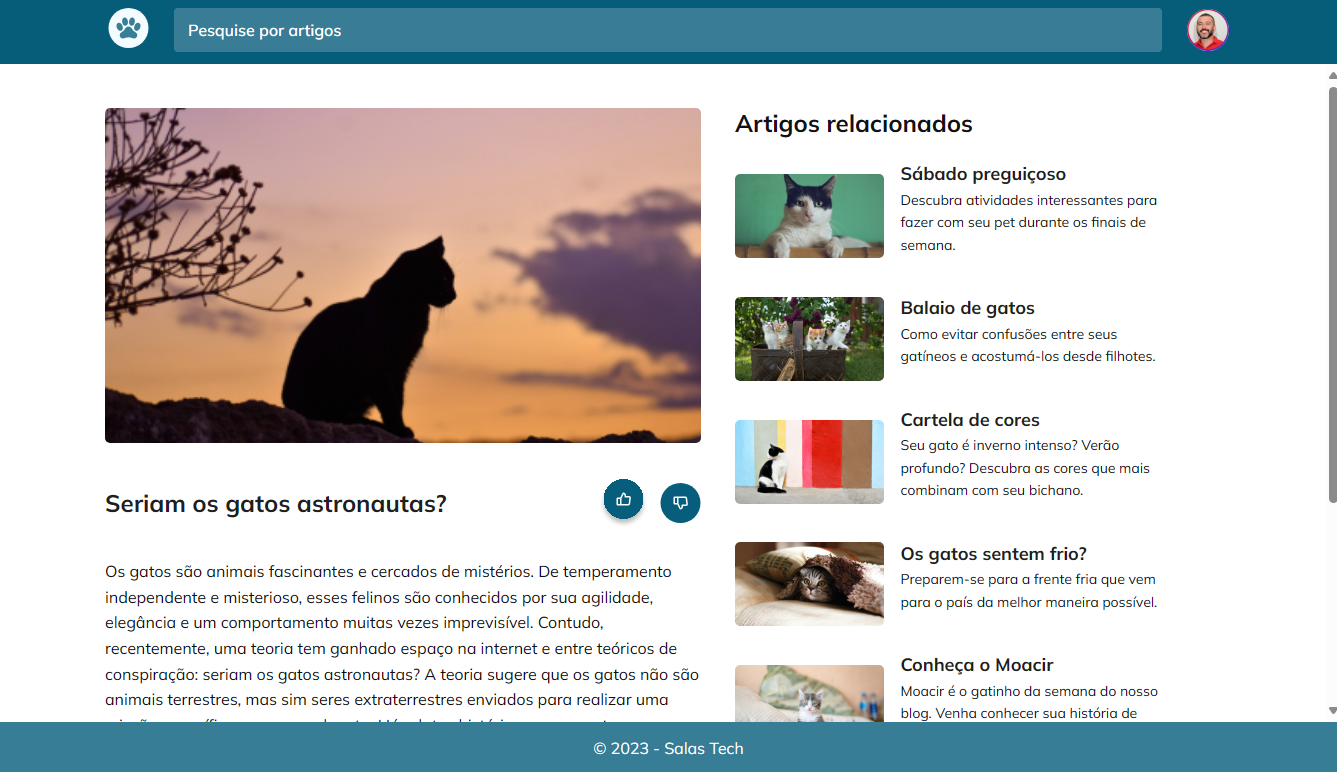 Pesquise por artigos
Seriam os gatos astronautas?
Os gatos são animais fascinantes e cercados de mistérios. De temperamento
independente e misterioso, esses felinos são conhecidos por sua agilidade,
elegância e um comportamento muitas vezes imprevisível. Contudo,
recentemente, uma teoria tem ganhado espaço na internet e entre teóricos de
conspiração: seriam os gatos astronautas? A teoria sugere que os gatos não são
animais terrestres, mas sim seres extraterrestres enviados para realizar uma
Artigos relacionados
Sábado preguiçoso
Descubra atividades interessantes para
fazer com seu pet durante os finais de
semana.
Balaio de gatos
Como evitar confusões entre seus
gatíneos e acostumá-los desde filhotes.
Cartela de cores
Seu gato é inverno intenso? Verão
profundo? Descubra as cores que mais
combinam com seu bichano.
Os gatos sentem frio?
Preparem-se para a frente fria que vem
para o país da melhor maneira possível.
Conheça o Moacir
Moacir é o gatinho da semana do nosso
blog. Venha conhecer sua história de
© 2023 - Salas Tech